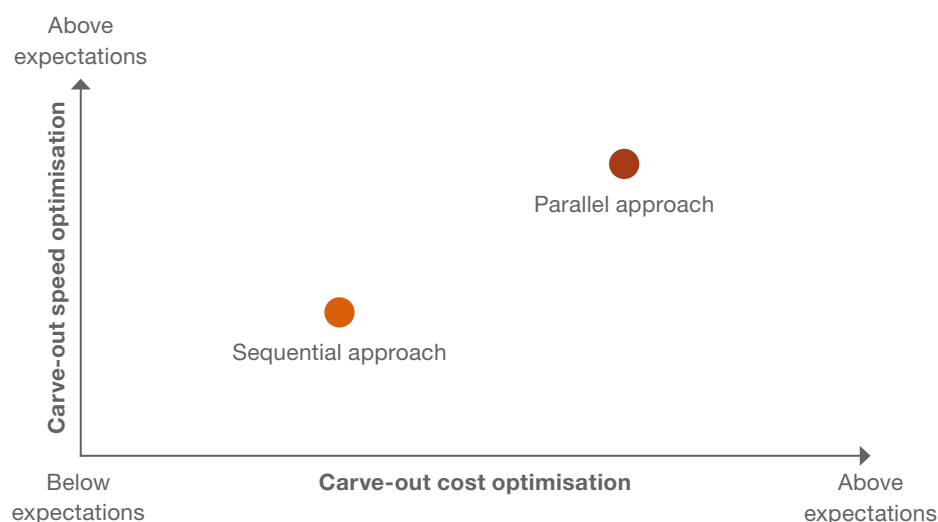 Above
expectations
Carve-out speed optimisation
Parallel approach
Sequential approach
Below
expectations
Carve-out cost optimisation
Above
expectations